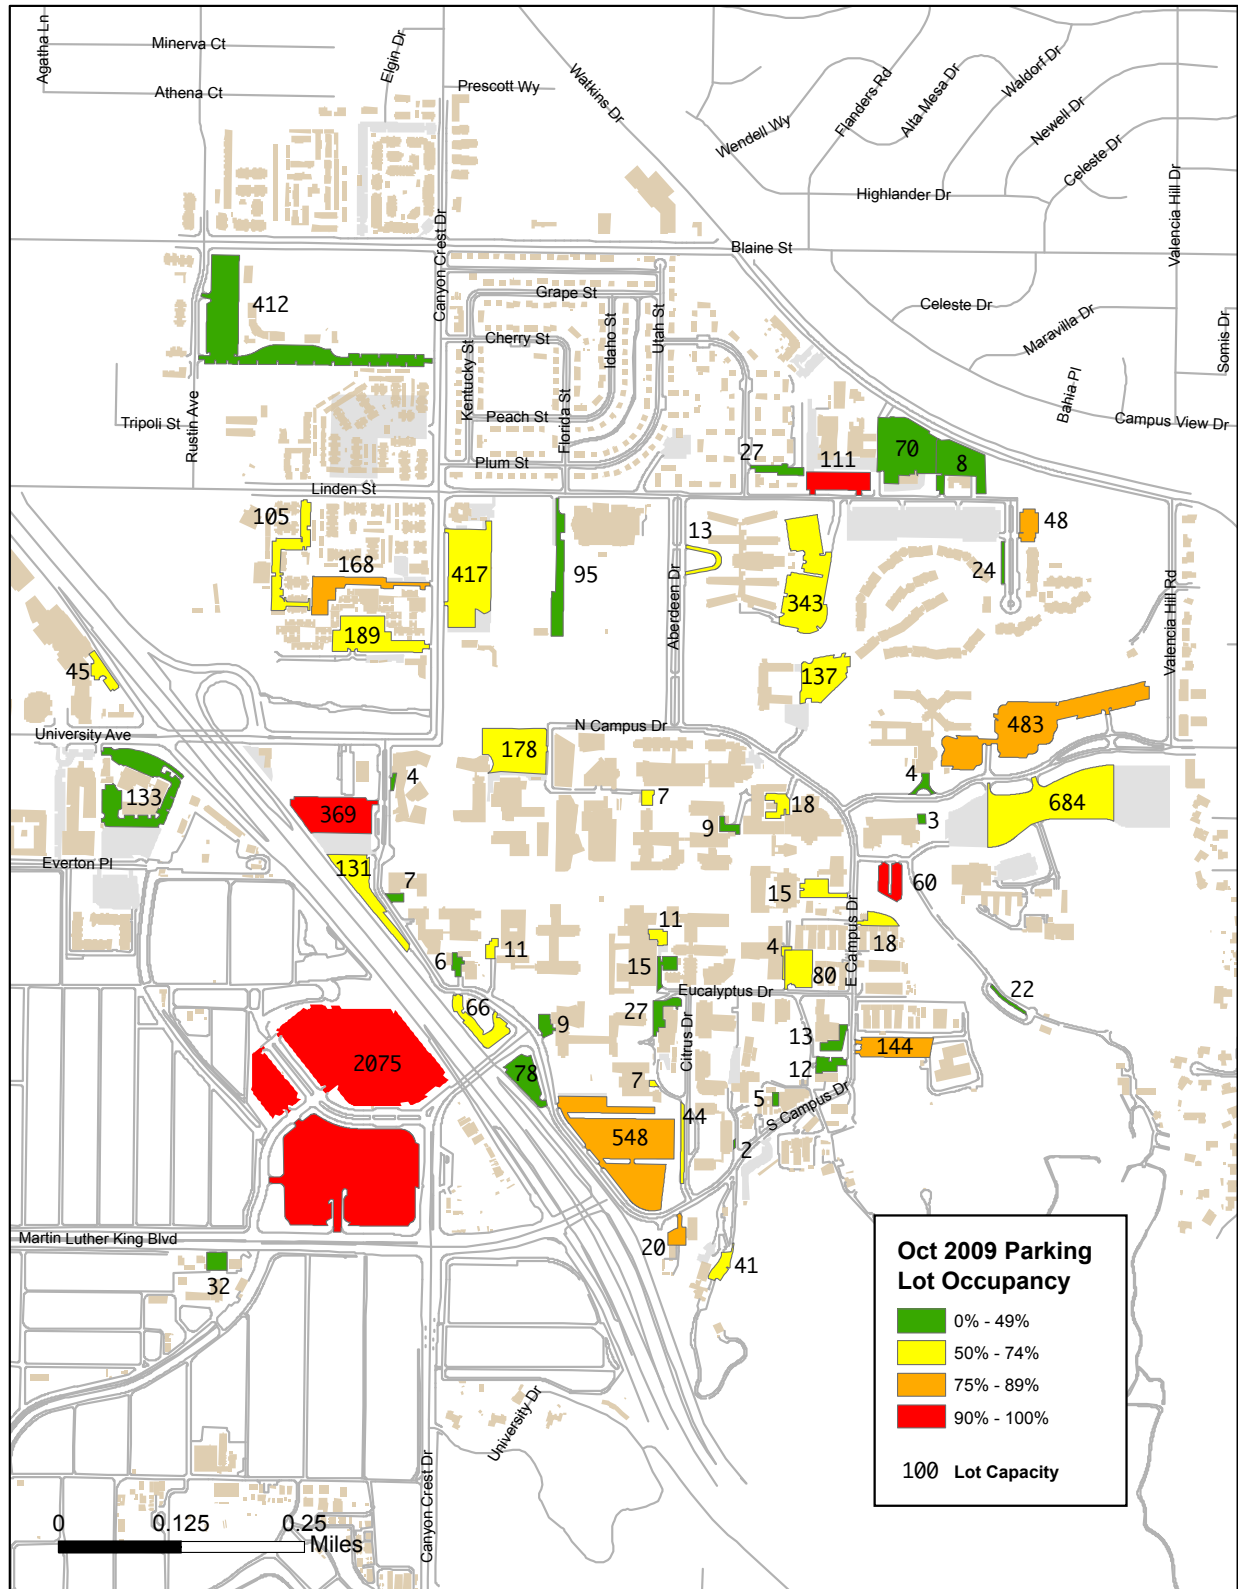 Agatha Ln
Minerva Ct
Athena Ct
Elgin Dr
Prescott Wy
Watkins Dr
Wendell Wy
Flanders Rd
Alta Mesa Dr
Waldorf Dr
Newell Dr
Celeste Dr
Highlander Dr
Valencia Hill Dr
Blaine St
Canyon Crest Dr
412
Grape St
Cherry St
Idaho St
Utah St
Kentucky St
Peach St
Florida St
Plum St
Celeste Dr
Maravilla Dr
Somis Dr
Bahia Pl
Campus View Dr
Tripoli St
Rustin Ave
Linden St
27
111
70
8
105
168
189
417
95
13
Aberdeen Dr
343
24
48
Valencia Hill Rd
45
137
483
University Ave
N Campus Dr
178
133
4
369
7
9
18
4
3
684
Everton Pl
131
7
15
60
11
11
E Campus Dr
18
6
15
4
80
Eucalyptus Dr
22
66
9
27
Citrus Dr
13
144
2075
78
7
12
5
S Campus Dr
44
548
2
Martin Luther King Blvd
20
41
32
University Dr
Canyon Crest Dr
Oct 2009 Parking
Lot Occupancy
0% - 49%
50% - 74%
75% - 89%
90% - 100%
100 Lot Capacity
0 0.125 0.25
Miles